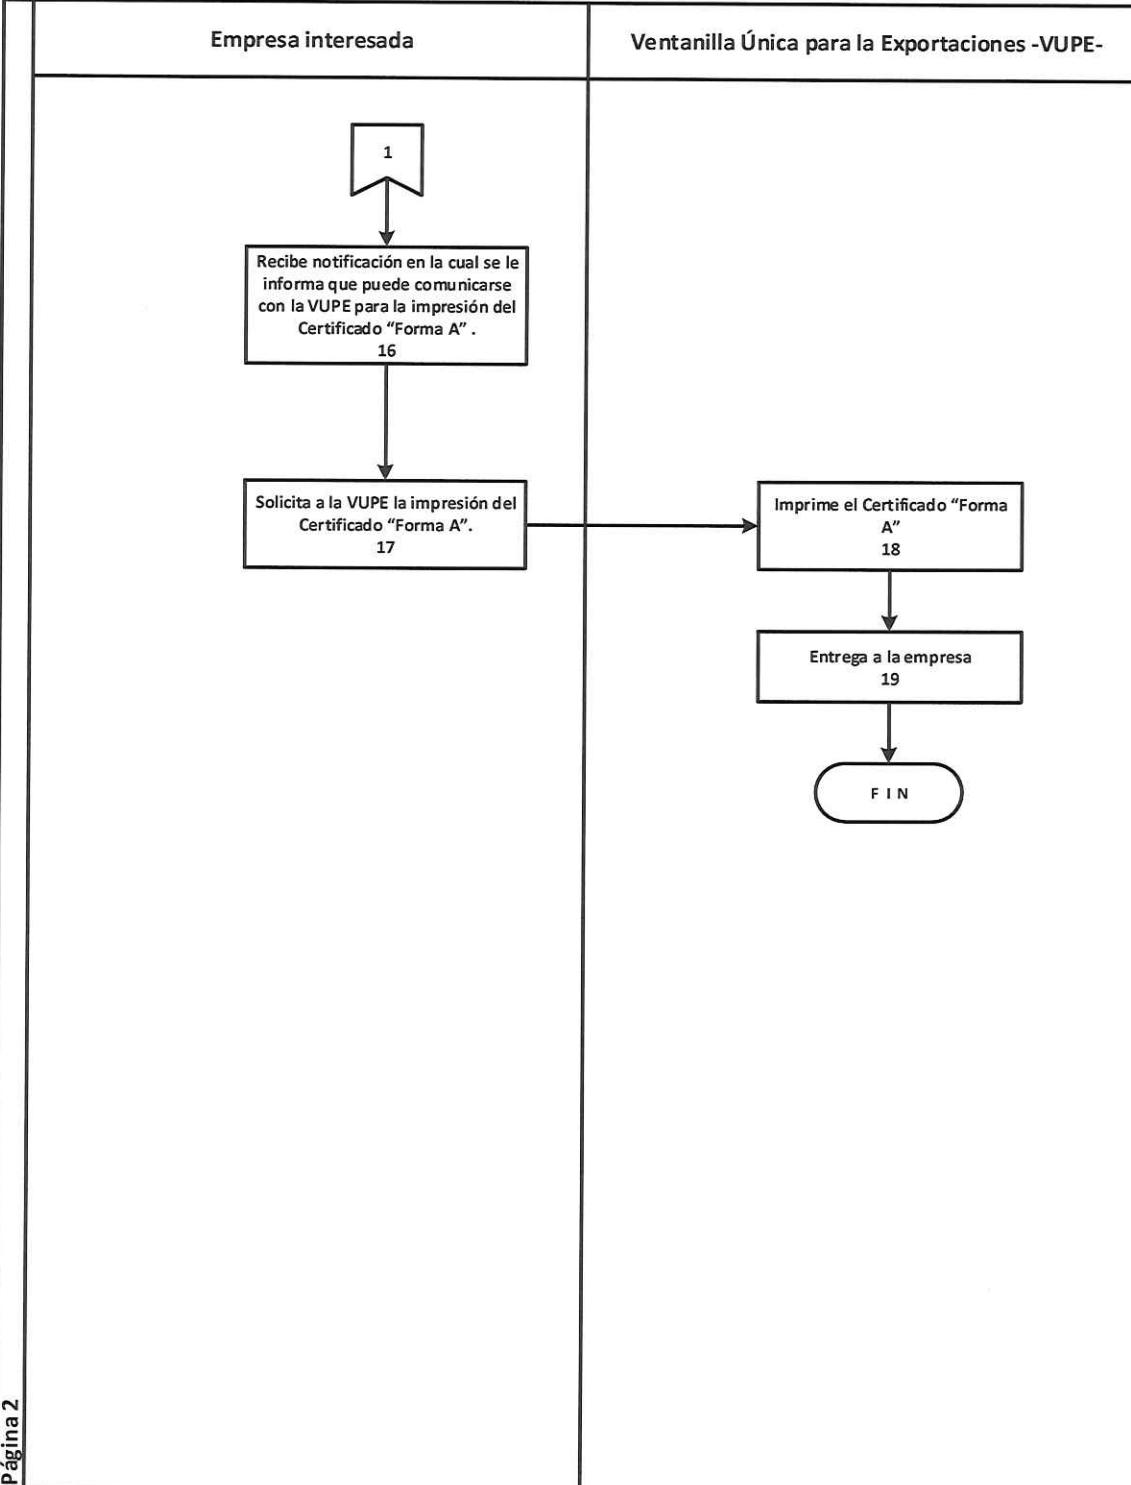 Empresa interesada
Ventanilla Única para la Exportaciones -VUPE-
1
Recibe notificación en la cual se le
informa que puede comunicarse
con la VUPE para la impresión del
Certificado “Forma A” .
16
Solicita a la VUPE la impresión del
Certificado “Forma A”.
17
Imprime el Certificado “Forma
A”
18
Entrega a la empresa
19
F I N
Página 2